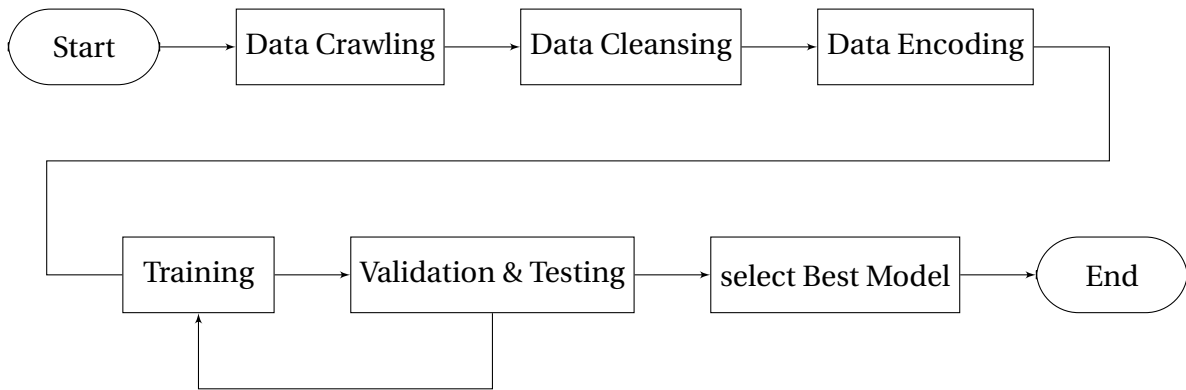 Start
Data Crawling
Data Cleansing
Data Encoding
Training
Validation & Testing
select Best Model
End